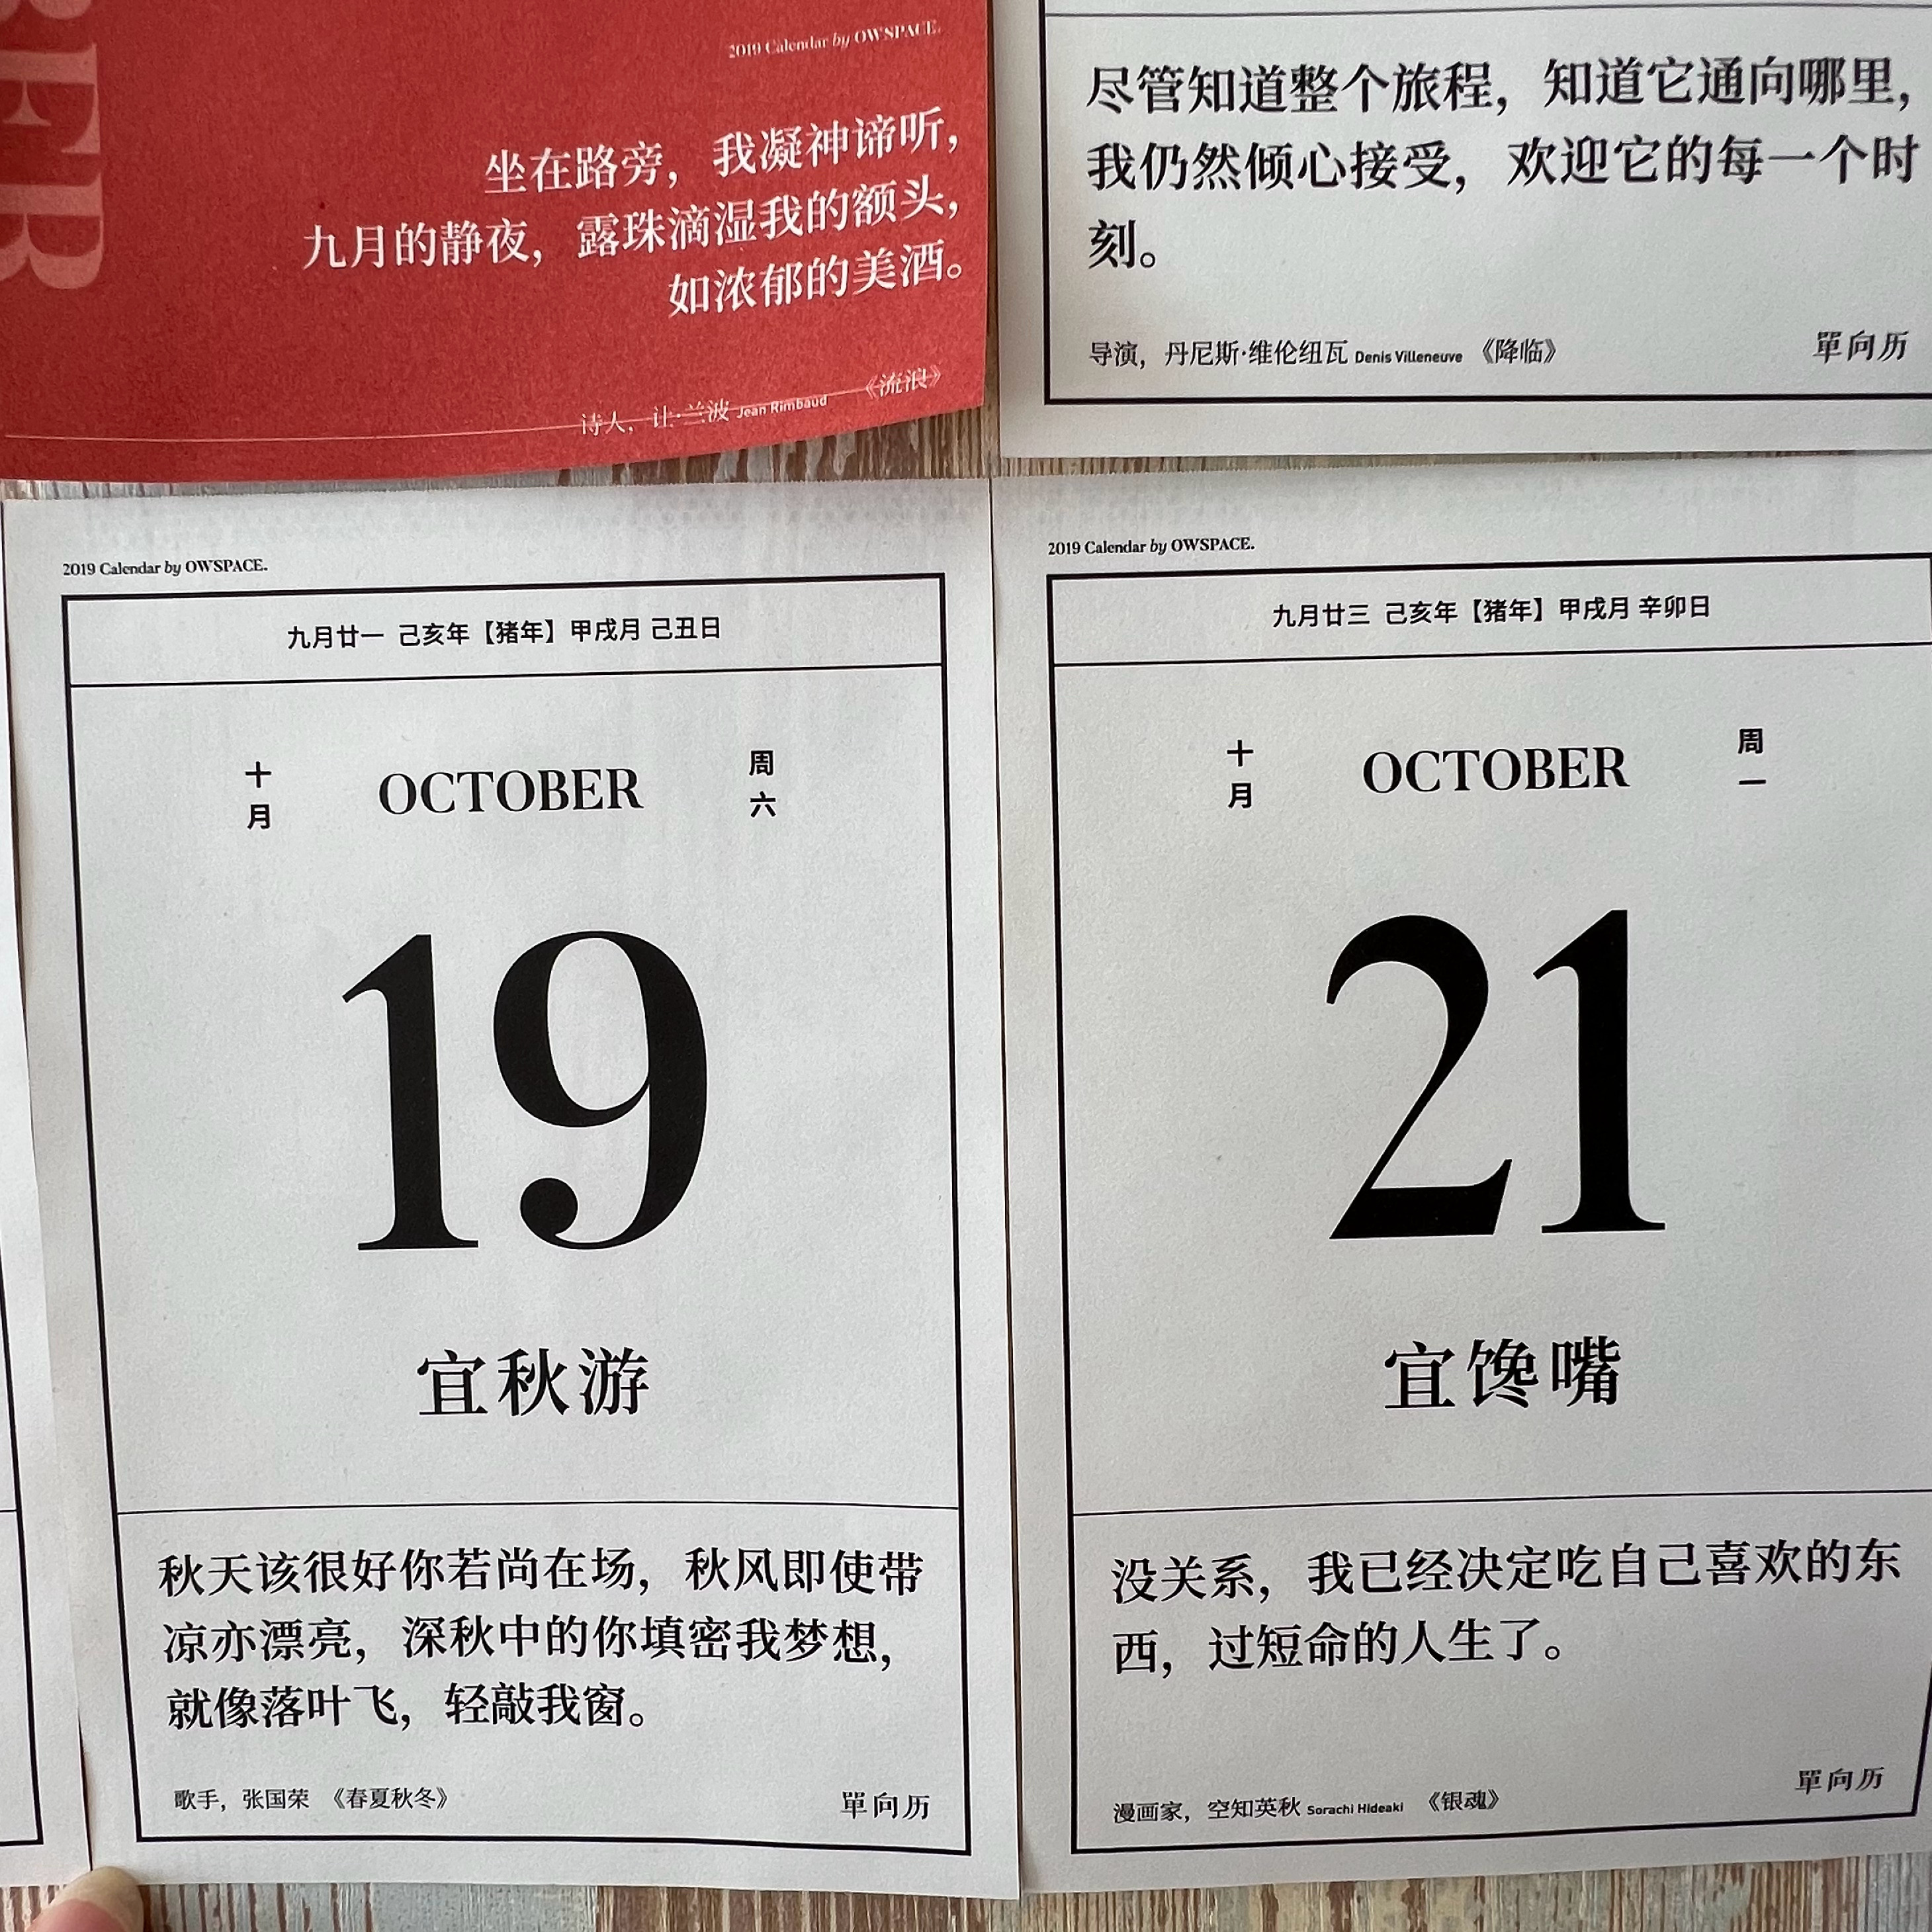 BER
2019 Calendar by OWSPACE.
坐在路旁，我凝神谛听，
九月的静夜，露珠滴湿我的额头，
如浓郁的美酒。
诗人，让·兰波 Jean Rimbaud 《流浪》
尽管知道整个旅程，知道它通向哪里，
我仍然倾心接受，欢迎它的每一个时
刻。
导演，丹尼斯·维伦纽瓦 Denis Villeneuve 《降临》
單向历
2019 Calendar by OWSPACE.
九月廿一 己亥年【猪年】甲戌月 己丑日
十月
OCTOBER
周六
19
宜秋游
秋天该很好你若尚在场，秋风即使带
凉亦漂亮，深秋中的你填密我梦想，
就像落叶飞，轻敲我窗。
歌手，张国荣 《春夏秋冬》
單向历
2019 Calendar by OWSPACE.
九月廿三 己亥年【猪年】甲戌月 辛卯日
十月
OCTOBER
周一
21
宜馋嘴
没关系，我已经决定吃自己喜欢的东
西，过短命的人生了。
漫画家，空知英秋 Sorachi Hideaki 《银魂》
單向历